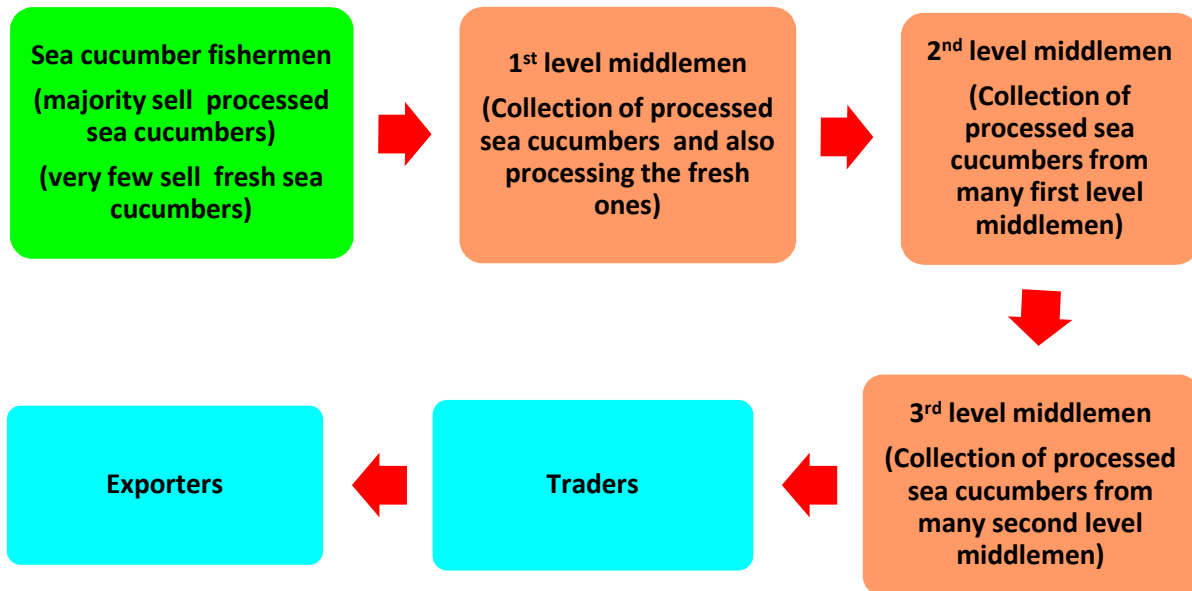 Sea cucumber fishermen
(majority sell  processed
sea cucumbers)
(very few sell  fresh sea
cucumbers)
1st level middlemen
(Collection of processed
sea cucumbers  and also
processing the fresh
ones)
2nd level middlemen
(Collection of
processed sea
cucumbers from
many first level
middlemen)
3rd level middlemen
(Collection of processed
sea cucumbers from
many second level
middlemen)
Traders
Exporters